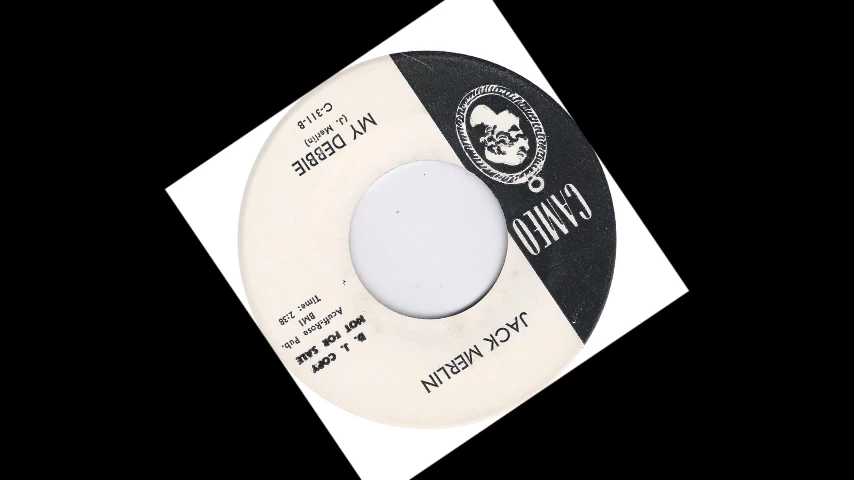 CAMEO
MY DEBBIE
(J. Merlin)
C-311-B
D. J. COPY
NOT FOR SALE
Acuff-Rose Pub.
BMI
Time: 2:38
JACK MERLIN